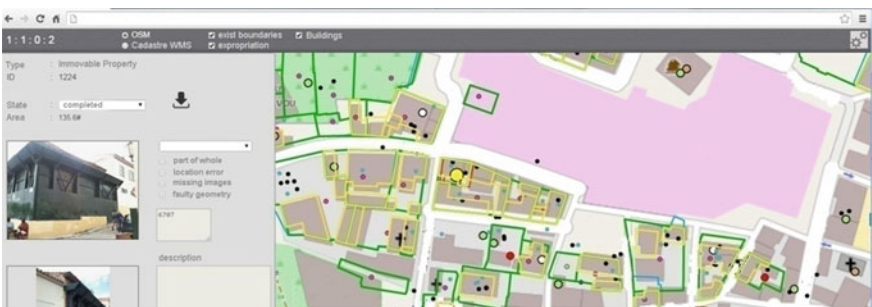 1:1:0:2
OSM
Cadastre WMS
exist boundaries
expropriation
Buildings
Type : Immovable Property
ID : 1224
State : completed
Area : 135.6#
part of whole
location error
missing images
faulty geometry
description